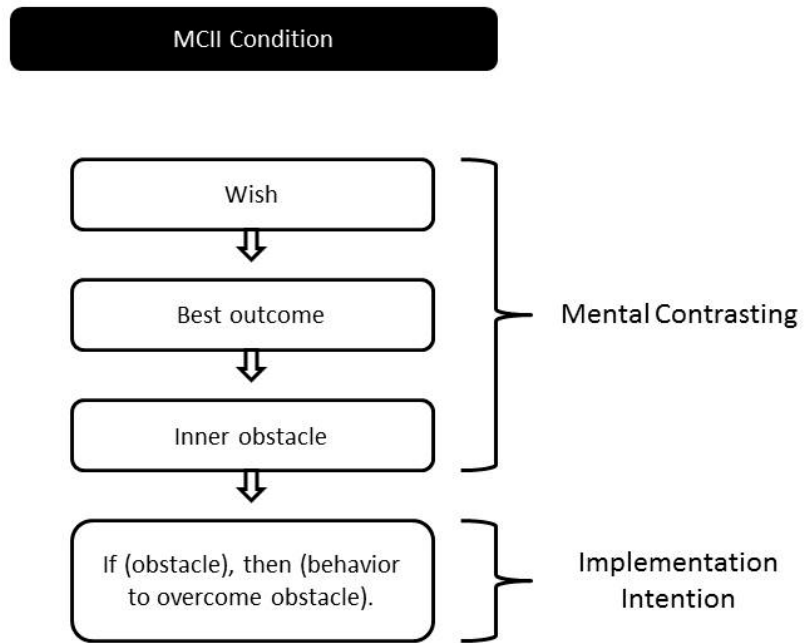 MCII Condition
Wish
Best outcome
Inner obstacle
Mental Contrasting
If (obstacle), then (behavior
to overcome obstacle).
Implementation
Intention